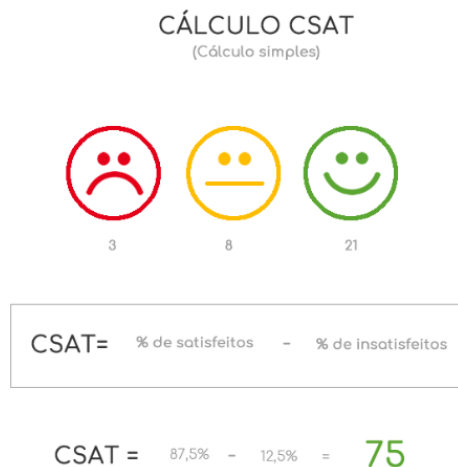 CÁLCULO CSAT
(Cálculo simples)
3 8 21
CSAT= % de satisfeitos - % de insatisfeitos
CSAT = 87,5% - 12,5% = 75